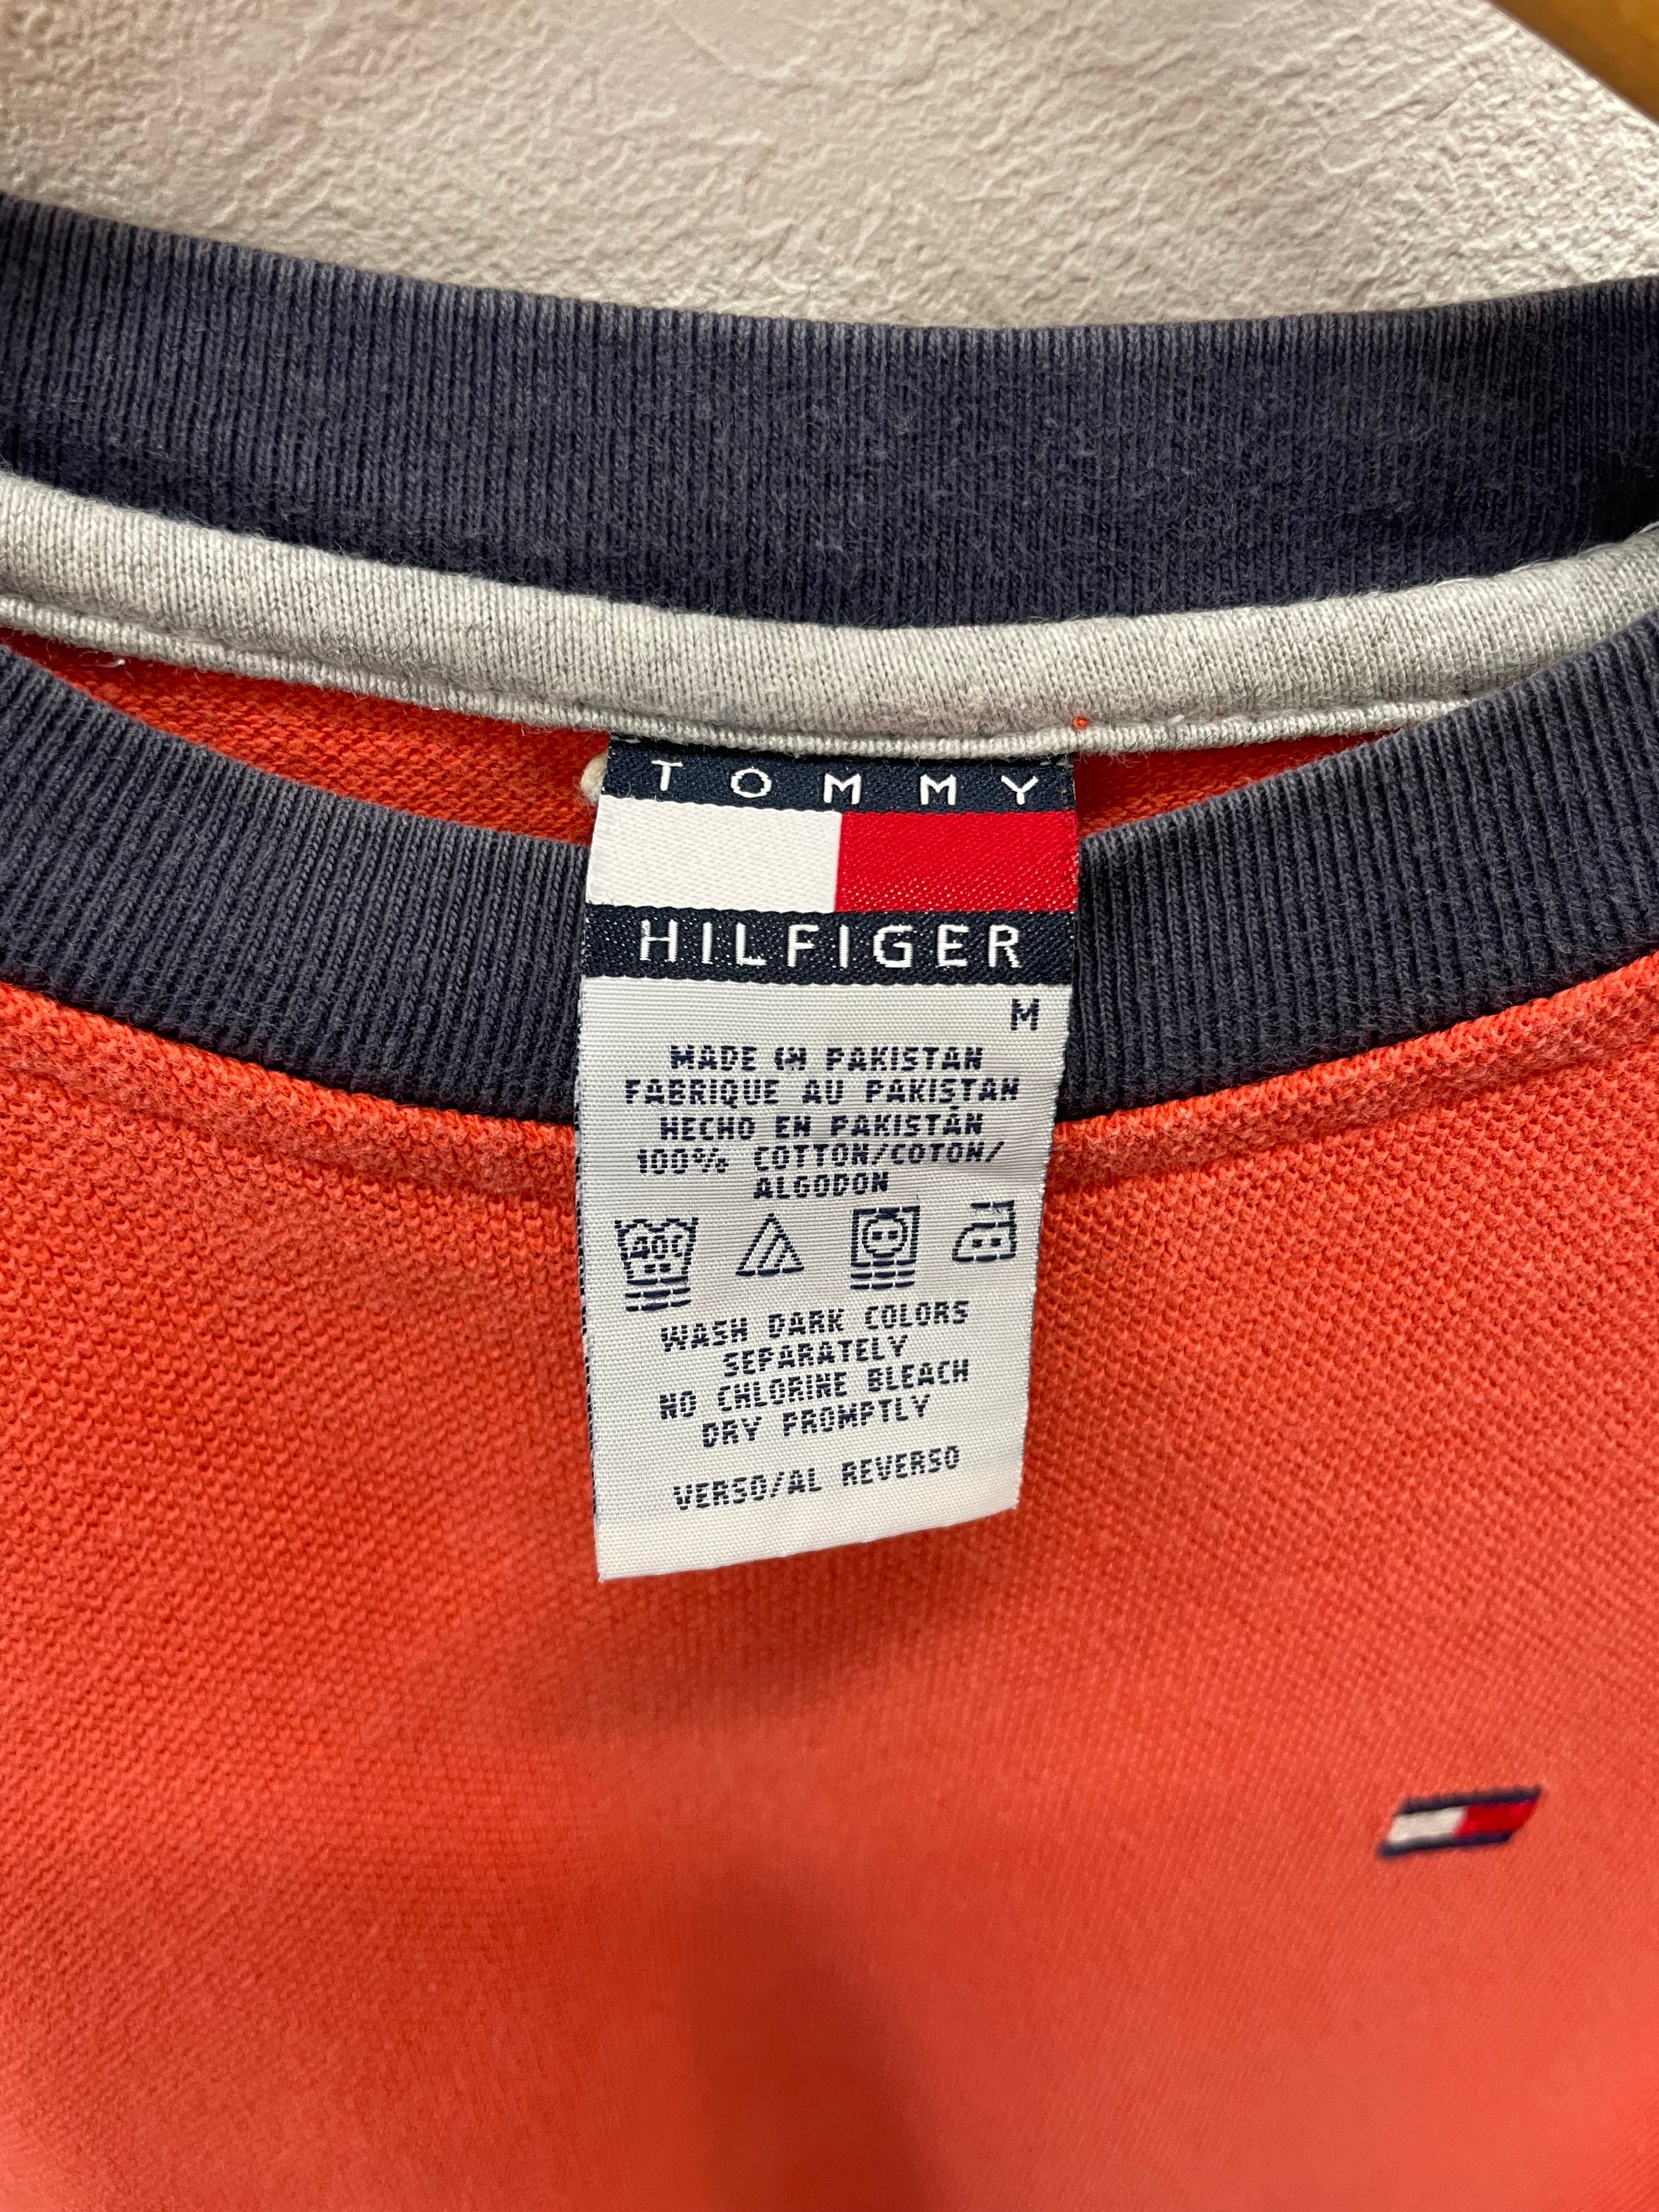 TOMMY
HILFIGER
M
MADE IN PAKISTAN
FABRIQUE AU PAKISTAN
HECHO EN PAKISTÁN
100% COTTON/COTON/
ALGODON
40C
WASH DARK COLORS
SEPARATELY
NO CHLORINE BLEACH
DRY PROMPTLY
VERSO/AL REVERSO